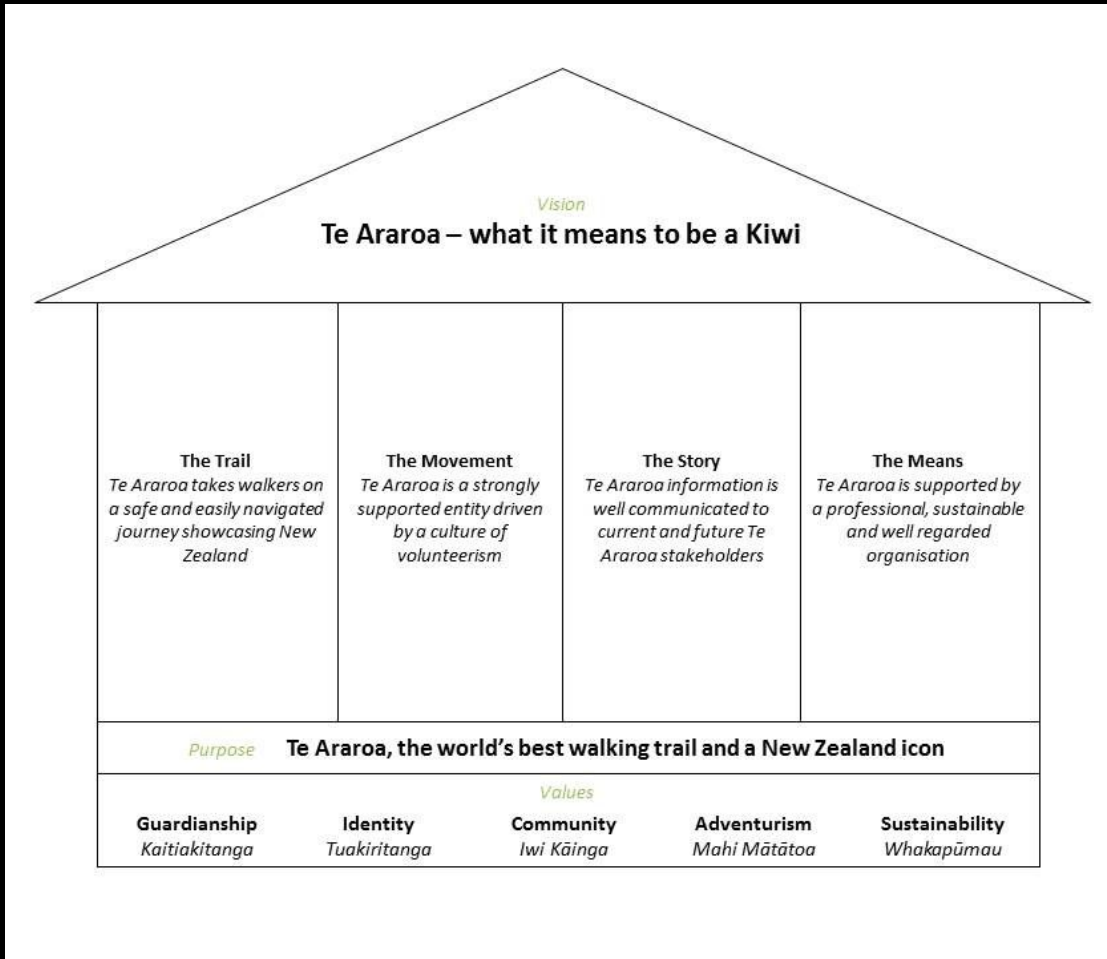 Vision
Te Araroa – what it means to be a Kiwi
The Trail
Te Araroa takes walkers on
a safe and easily navigated
journey showcasing New
Zealand
The Movement
Te Araroa is a strongly
supported entity driven
by a culture of
volunteerism
The Story
Te Araroa information is
well communicated to
current and future Te
Araroa stakeholders
The Means
Te Araroa is supported by
a professional, sustainable
and well regarded
organisation
Purpose Te Araroa, the world's best walking trail and a New Zealand icon
Values
Guardianship Identity Community Adventurism Sustainability
Kaitiakitanga Tuakiritanga Iwi Kāinga Mahi Mātātoa Whakapūmau